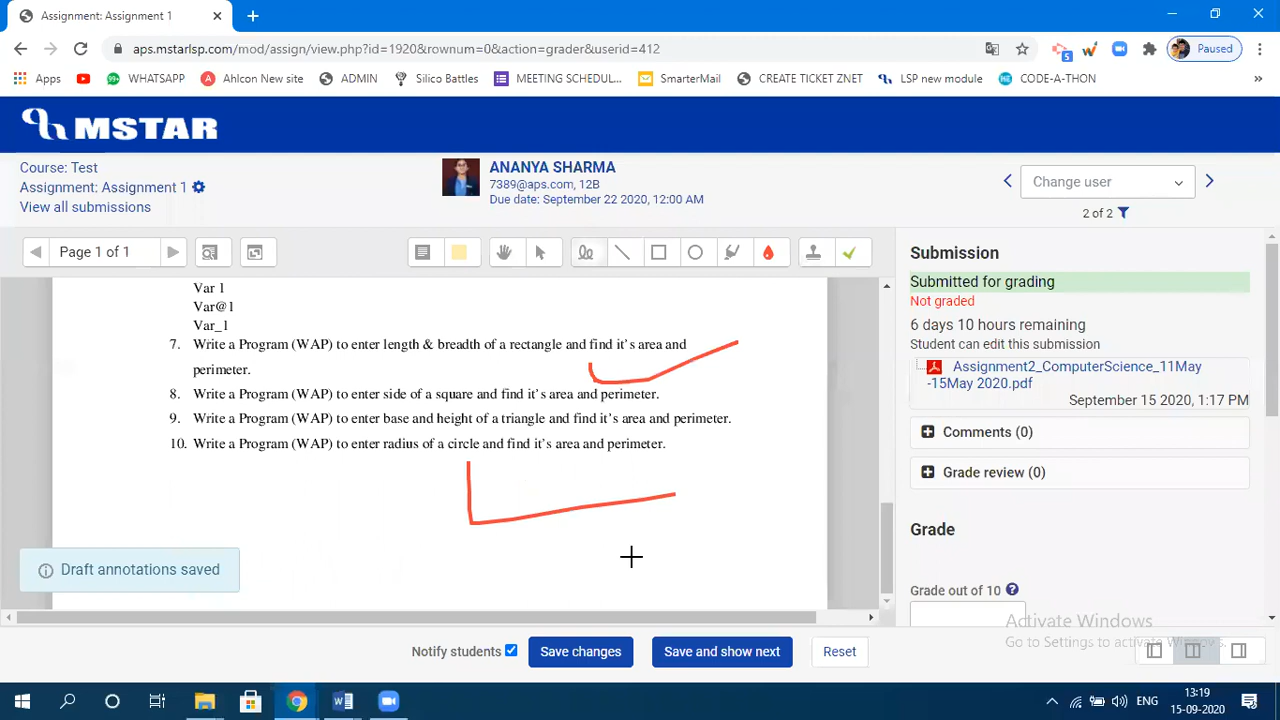 Assignment: Assignment 1
aps.mstarlsp.com/mod/assign/view.php?id=1920&rownum=0&action=grader&userid=412
5
Paused
Apps
WHATSAPP
Ahlcon New site
ADMIN
Silico Battles
MEETING SCHEDUL...
SmarterMail
CREATE TICKET ZNET
LSP new module
CODE-A-THON
»
MSTAR
Course: Test
Assignment: Assignment 1
View all submissions
ANANYA SHARMA
7389@aps.com, 12B
Due date: September 22 2020, 12:00 AM
Change user
2 of 2
Page 1 of 1
Var 1
Var@1
Var_1
7. Write a Program (WAP) to enter length & breadth of a rectangle and find it's area and
perimeter.
8. Write a Program (WAP) to enter side of a square and find it's area and perimeter.
9. Write a Program (WAP) to enter base and height of a triangle and find it's area and perimeter.
10. Write a Program (WAP) to enter radius of a circle and find it's area and perimeter.
Draft annotations saved
Submission
Submitted for grading
Not graded
6 days 10 hours remaining
Student can edit this submission
Assignment2_ComputerScience_11May
-15May 2020.pdf
September 15 2020, 1:17 PM
Comments (0)
Grade review (0)
Grade
Grade out of 10
Activate Windows
Go to Settings to activate Windows.
Notify students
Save changes
Save and show next
Reset
ENG
13:19
15-09-2020